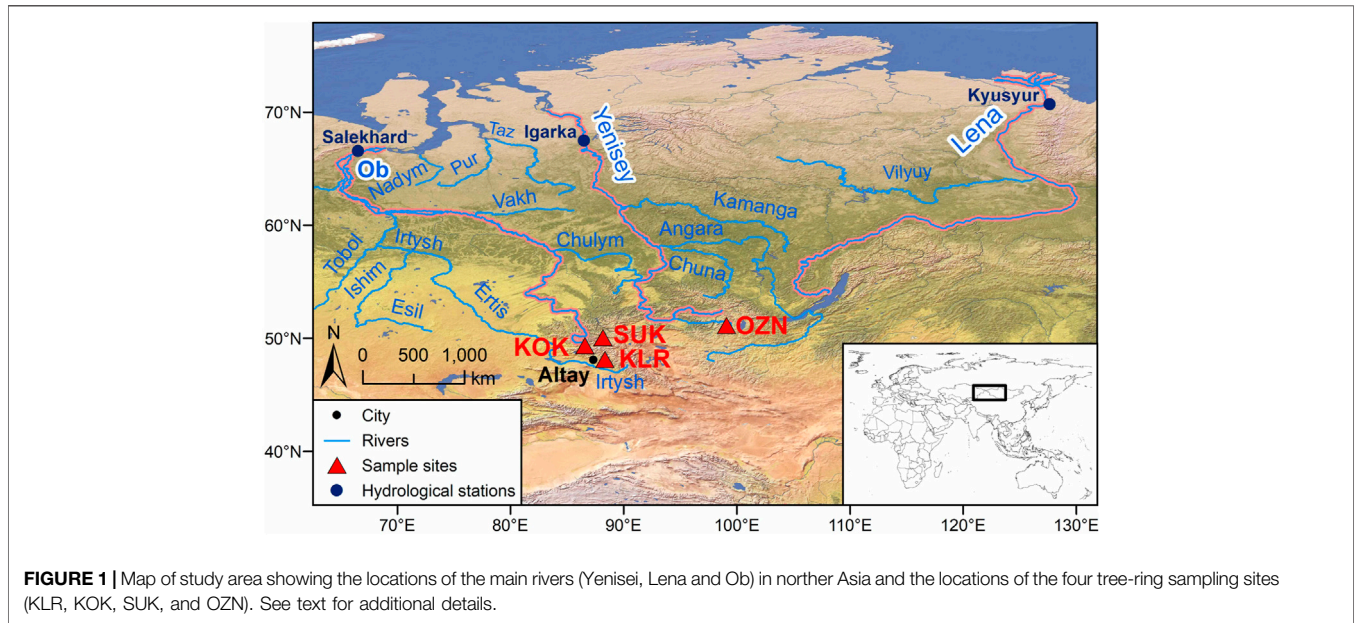 70°N
60°N
50°N
40°N
Kyusyur
Lena
Salekhard
Ob
Igarka
Yenisey
Taz
Pur
Nadym
Vakh
Vilyuy
Kamanga
Angara
Chulym
Chuna
Tobol
Irtysh
Ishim
Ertis
Esil
SUK
OZN
KOK
KLR
Altay
Irtysh
N
0 500 1,000
km
City
Rivers
Sample sites
Hydrological stations
70°E 80°E 90°E 100°E 110°E 120°E 130°E
FIGURE 1 | Map of study area showing the locations of the main rivers (Yenisei, Lena and Ob) in norther Asia and the locations of the four tree-ring sampling sites
(KLR, KOK, SUK, and OZN). See text for additional details.